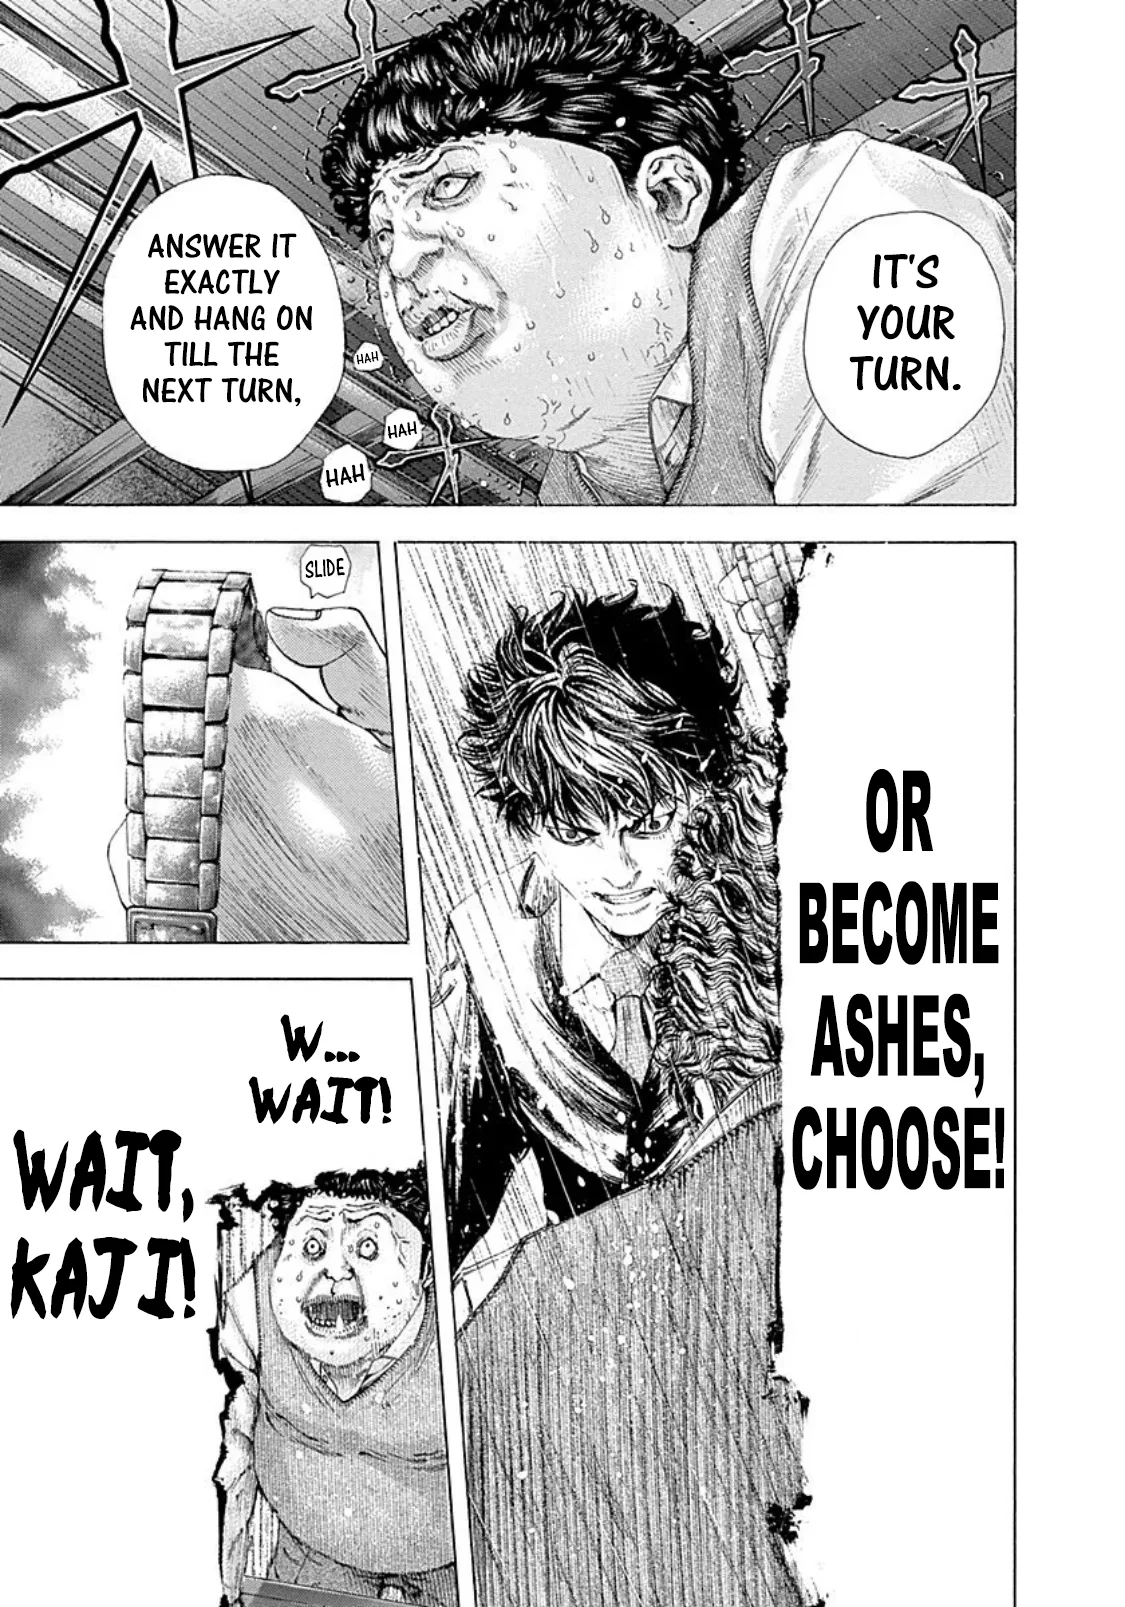 IT'S
YOUR
TURN.
ANSWER IT
EXACTLY
AND HANG ON
TILL THE
NEXT TURN,
HAH
HAH
HAH
OR
BECOME
ASHES,
CHOOSE!
SLIDE
W...
WAIT!
WAIT,
KAJI!